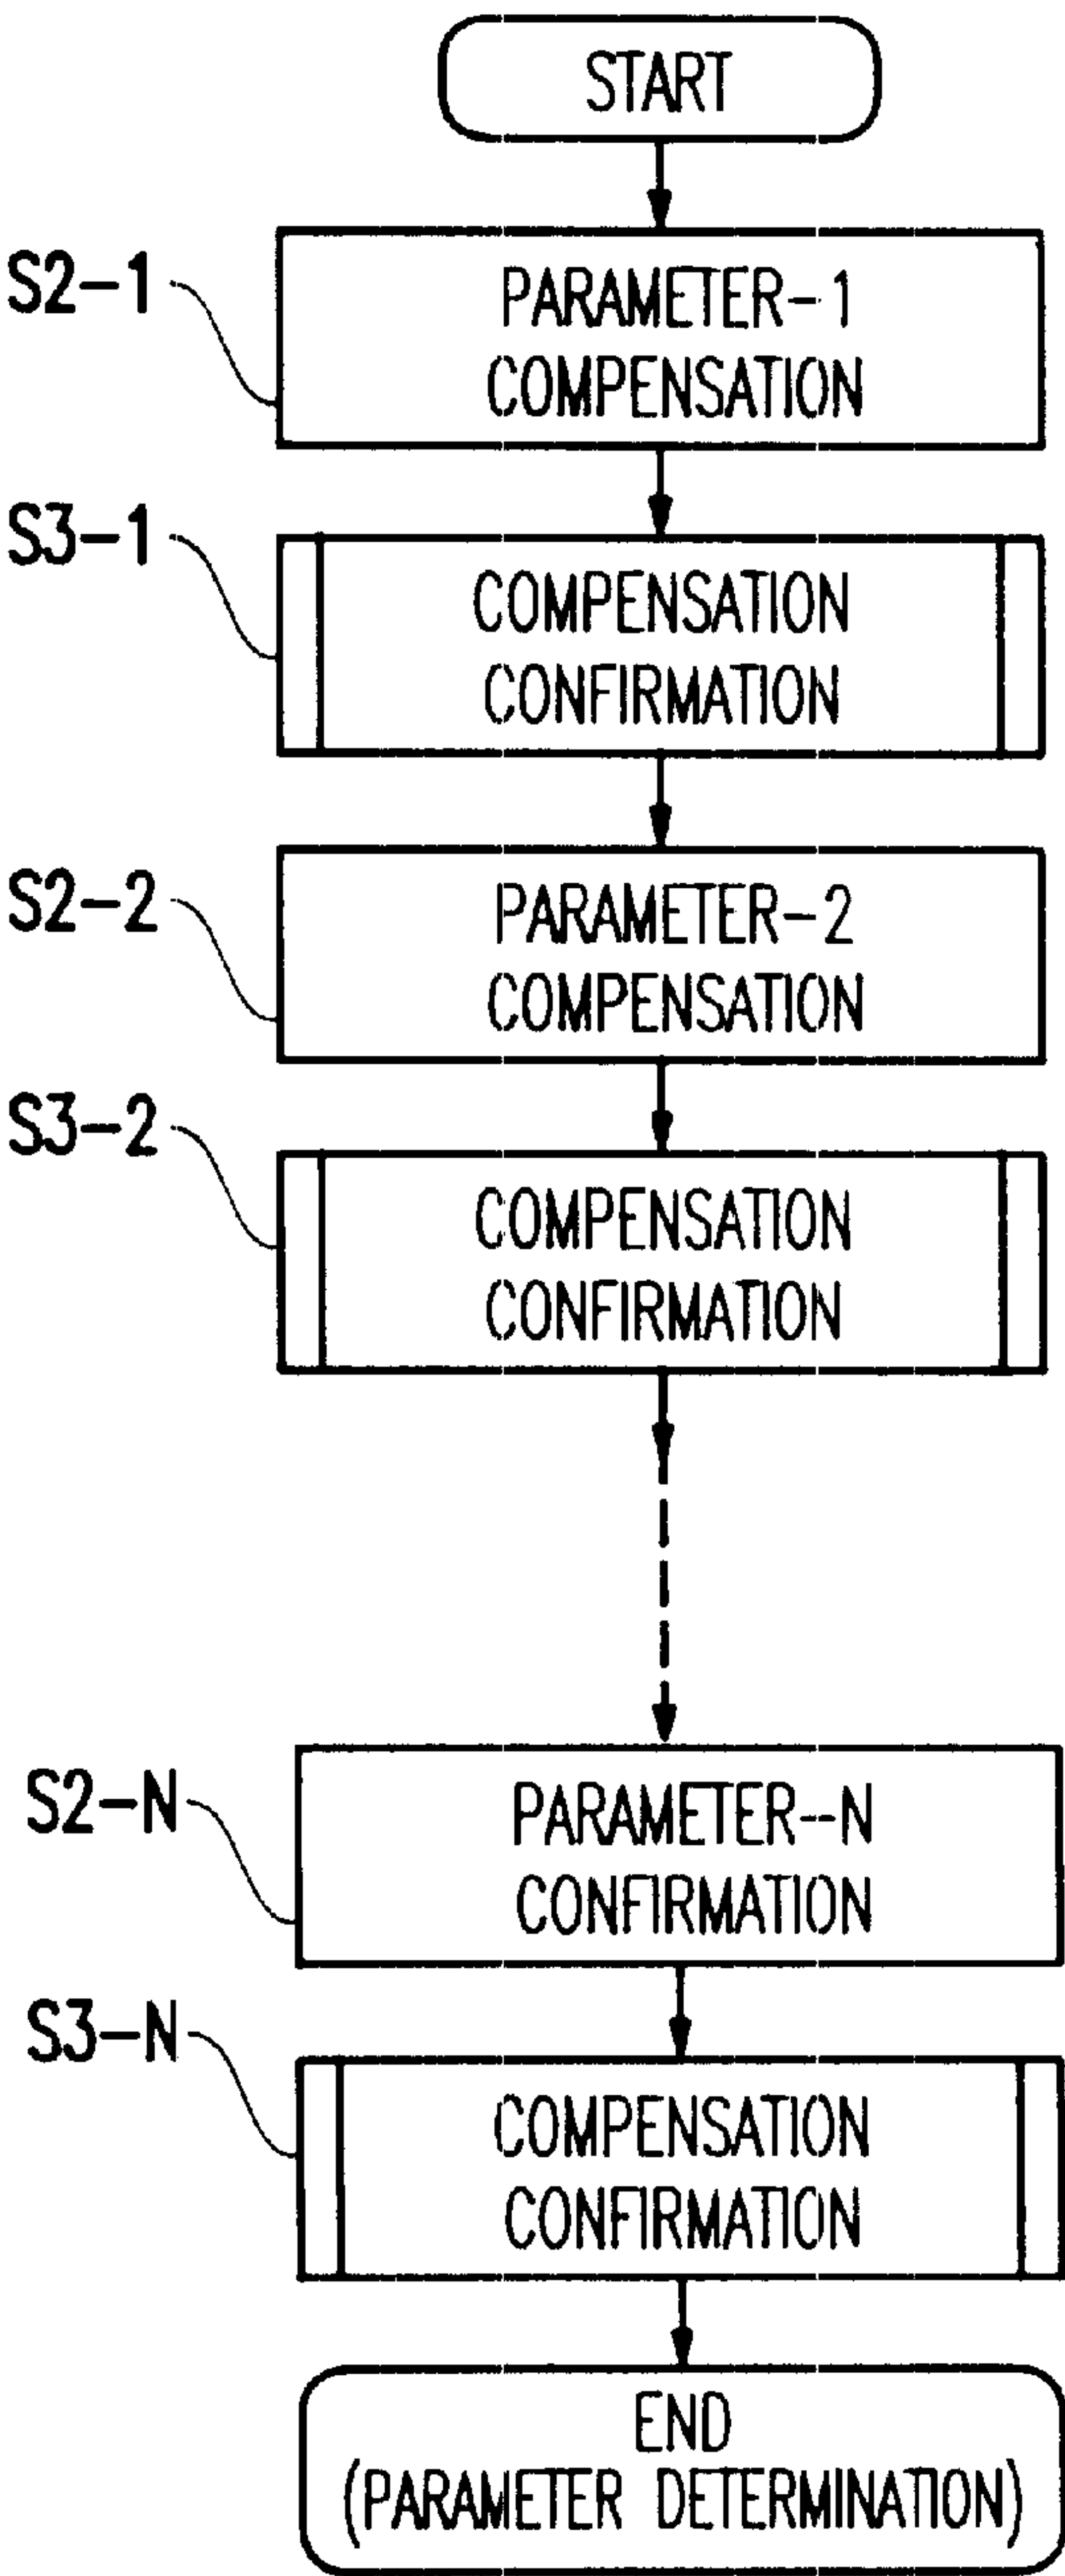 START
S2-1
PARAMETER-1
COMPENSATION
S3-1
COMPENSATION
CONFIRMATION
S2-2
PARAMETER-2
COMPENSATION
S3-2
COMPENSATION
CONFIRMATION
S2-N
PARAMETER--N
CONFIRMATION
S3-N
COMPENSATION
CONFIRMATION
END
(PARAMETER DETERMINATION)